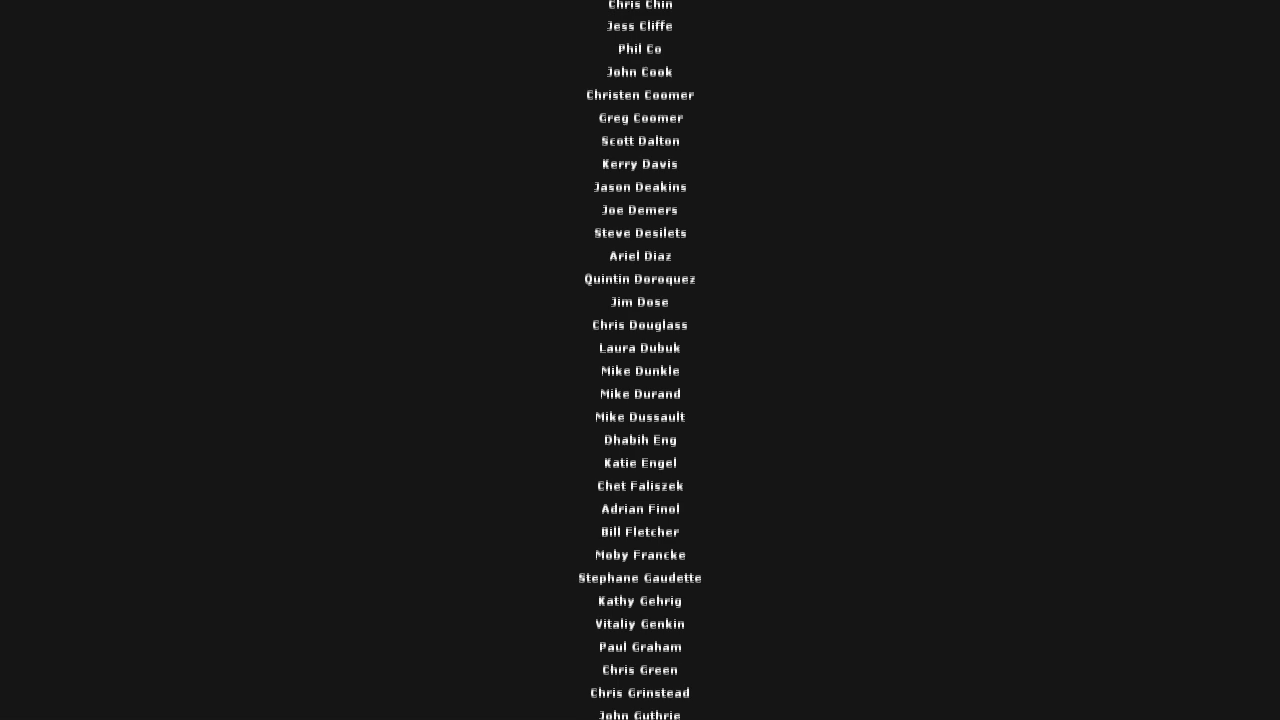 Chris Chin
Jess Cliffe
Phil Co
John Cook
Christen Coomer
Greg Coomer
Scott Dalton
Kerry Davis
Jason Deakins
Joe Demers
Steve Desilets
Ariel Diaz
Quintin Doroquez
Jim Dose
Chris Douglass
Laura Dubuk
Mike Dunkle
Mike Durand
Mike Dussault
Dhabih Eng
Katie Engel
Chet Faliszek
Adrian Finol
Bill Fletcher
Moby Francke
Stephane Gaudette
Kathy Gehrig
Vitaliy Genkin
Paul Graham
Chris Green
Chris Grinstead
John Guthrie